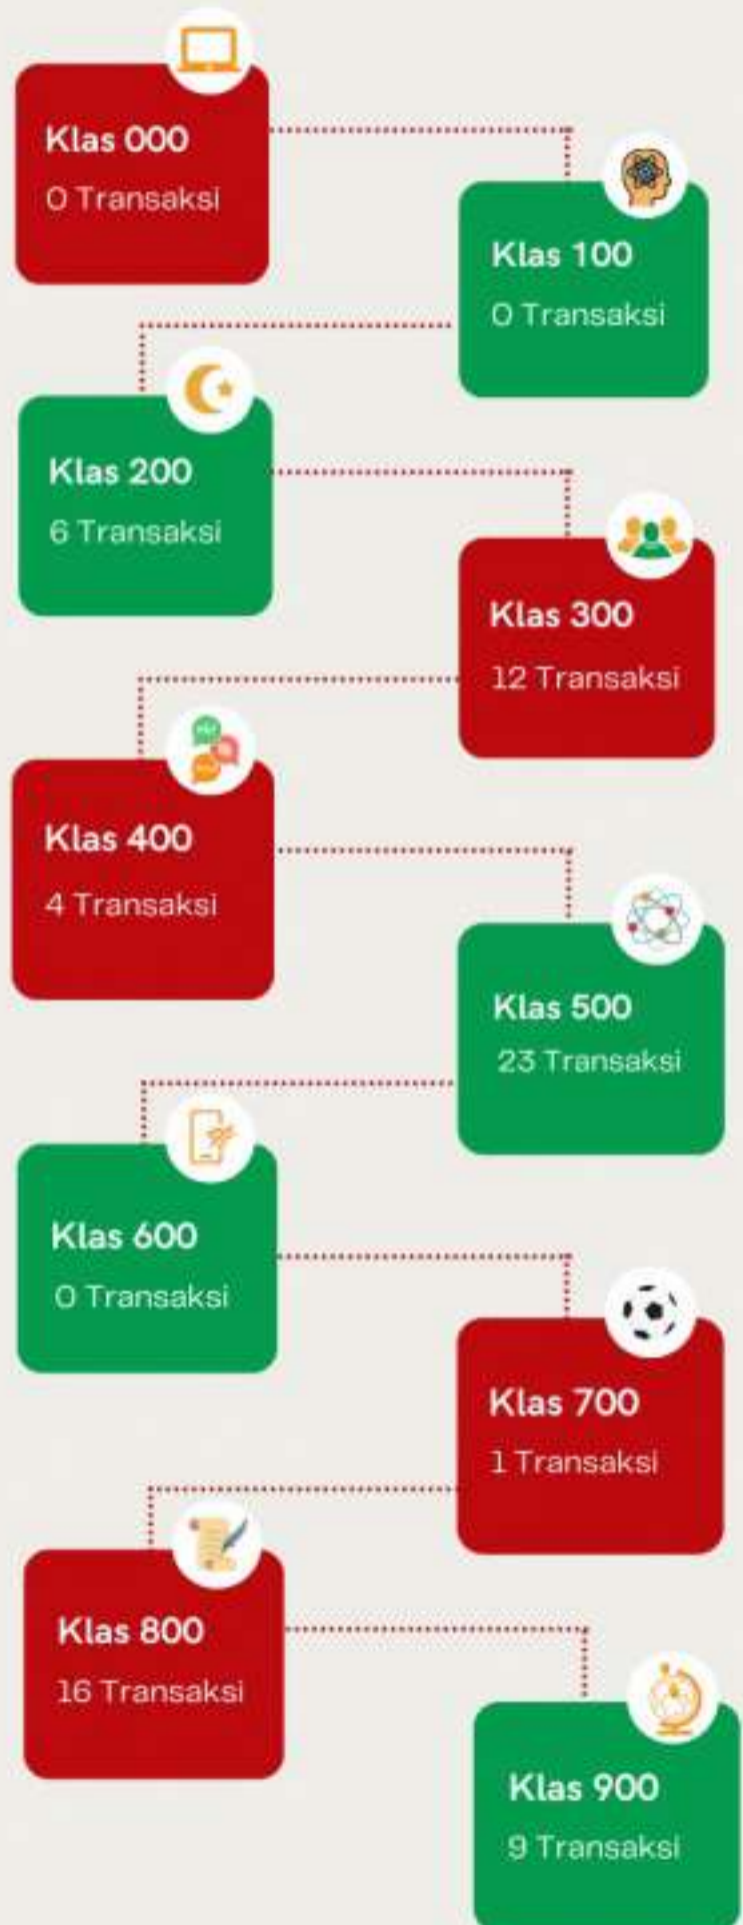 Klas 000
0 Transaksi
Klas 100
0 Transaksi
Klas 200
6 Transaksi
Klas 300
12 Transaksi
Klas 400
4 Transaksi
Klas 500
23 Transaksi
Klas 600
0 Transaksi
Klas 700
1 Transaksi
Klas 800
16 Transaksi
Klas 900
9 Transaksi